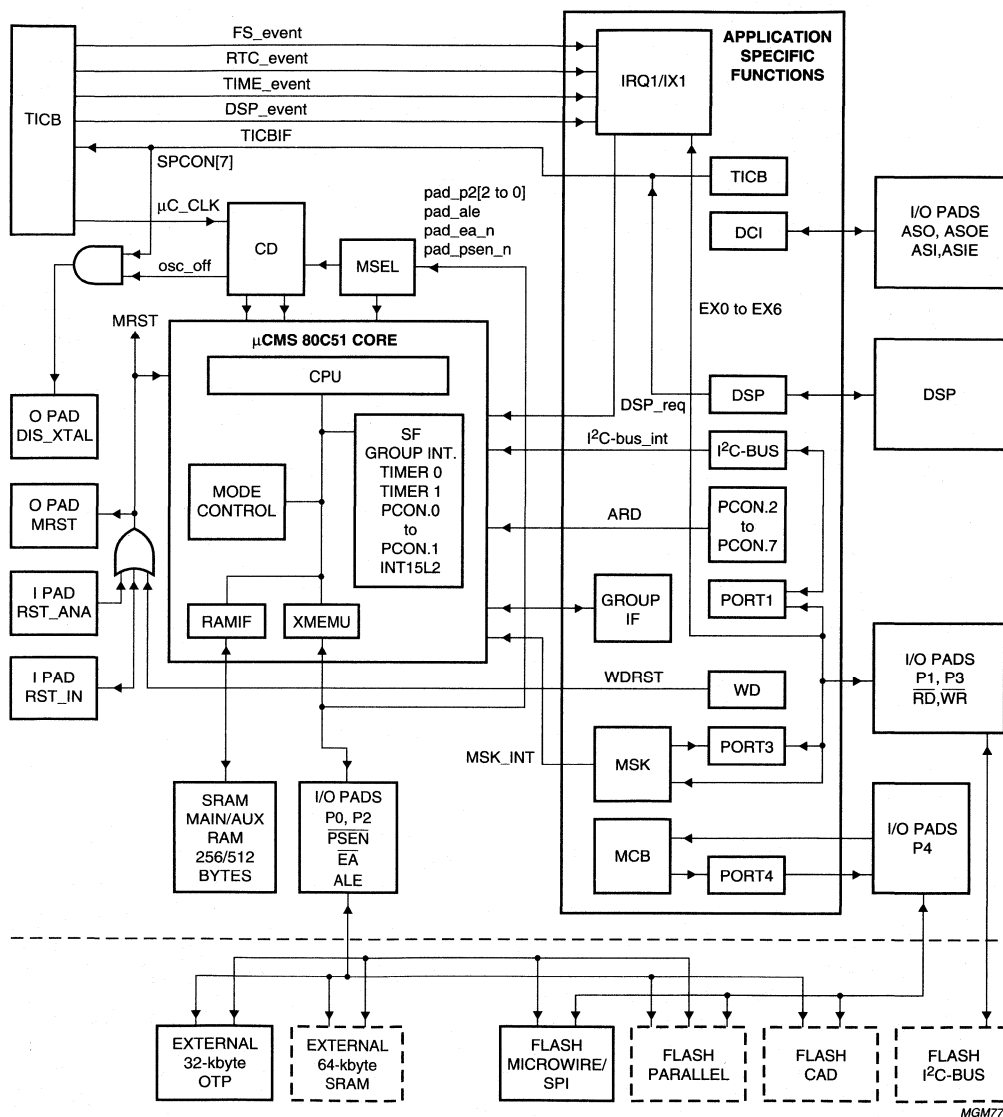 FS_event
RTC_event
TIME_event
DSP_event
TICBIF
TICB
SPCON[7]
μC_CLK
osc_off
CD
MSEL
pad_p2[2 to 0]
pad_ale
pad_ea_n
pad_psen_n
APPLICATION
SPECIFIC
FUNCTIONS
IRQ1/IX1
TICB
DCI
I/O PADS
ASO, ASOE
ASI,ASIE
EX0 to EX6
MRST
O PAD
DIS_XTAL
O PAD
MRST
I PAD
RST_ANA
I PAD
RST_IN
μCMS 80C51 CORE
CPU
MODE
CONTROL
SF
GROUP INT.
TIMER 0
TIMER 1
PCON.0
to
PCON.1
INT15L2
RAMIF
XMEMU
DSP_req
DSP
DSP
I²C-bus_int
I²C-BUS
ARD
PCON.2
to
PCON.7
GROUP
IF
PORT1
WDRST
WD
I/O PADS
P1, P3
R̅D̅,W̅R̅
MSK_INT
MSK
PORT3
MCB
PORT4
I/O PADS
P4
SRAM
MAIN/AUX
RAM
256/512
BYTES
I/O PADS
P0, P2
P̅S̅E̅N̅
E̅A̅
ALE
EXTERNAL
32-kbyte
OTP
EXTERNAL
64-kbyte
SRAM
FLASH
MICROWIRE/
SPI
FLASH
PARALLEL
FLASH
CAD
FLASH
I²C-BUS